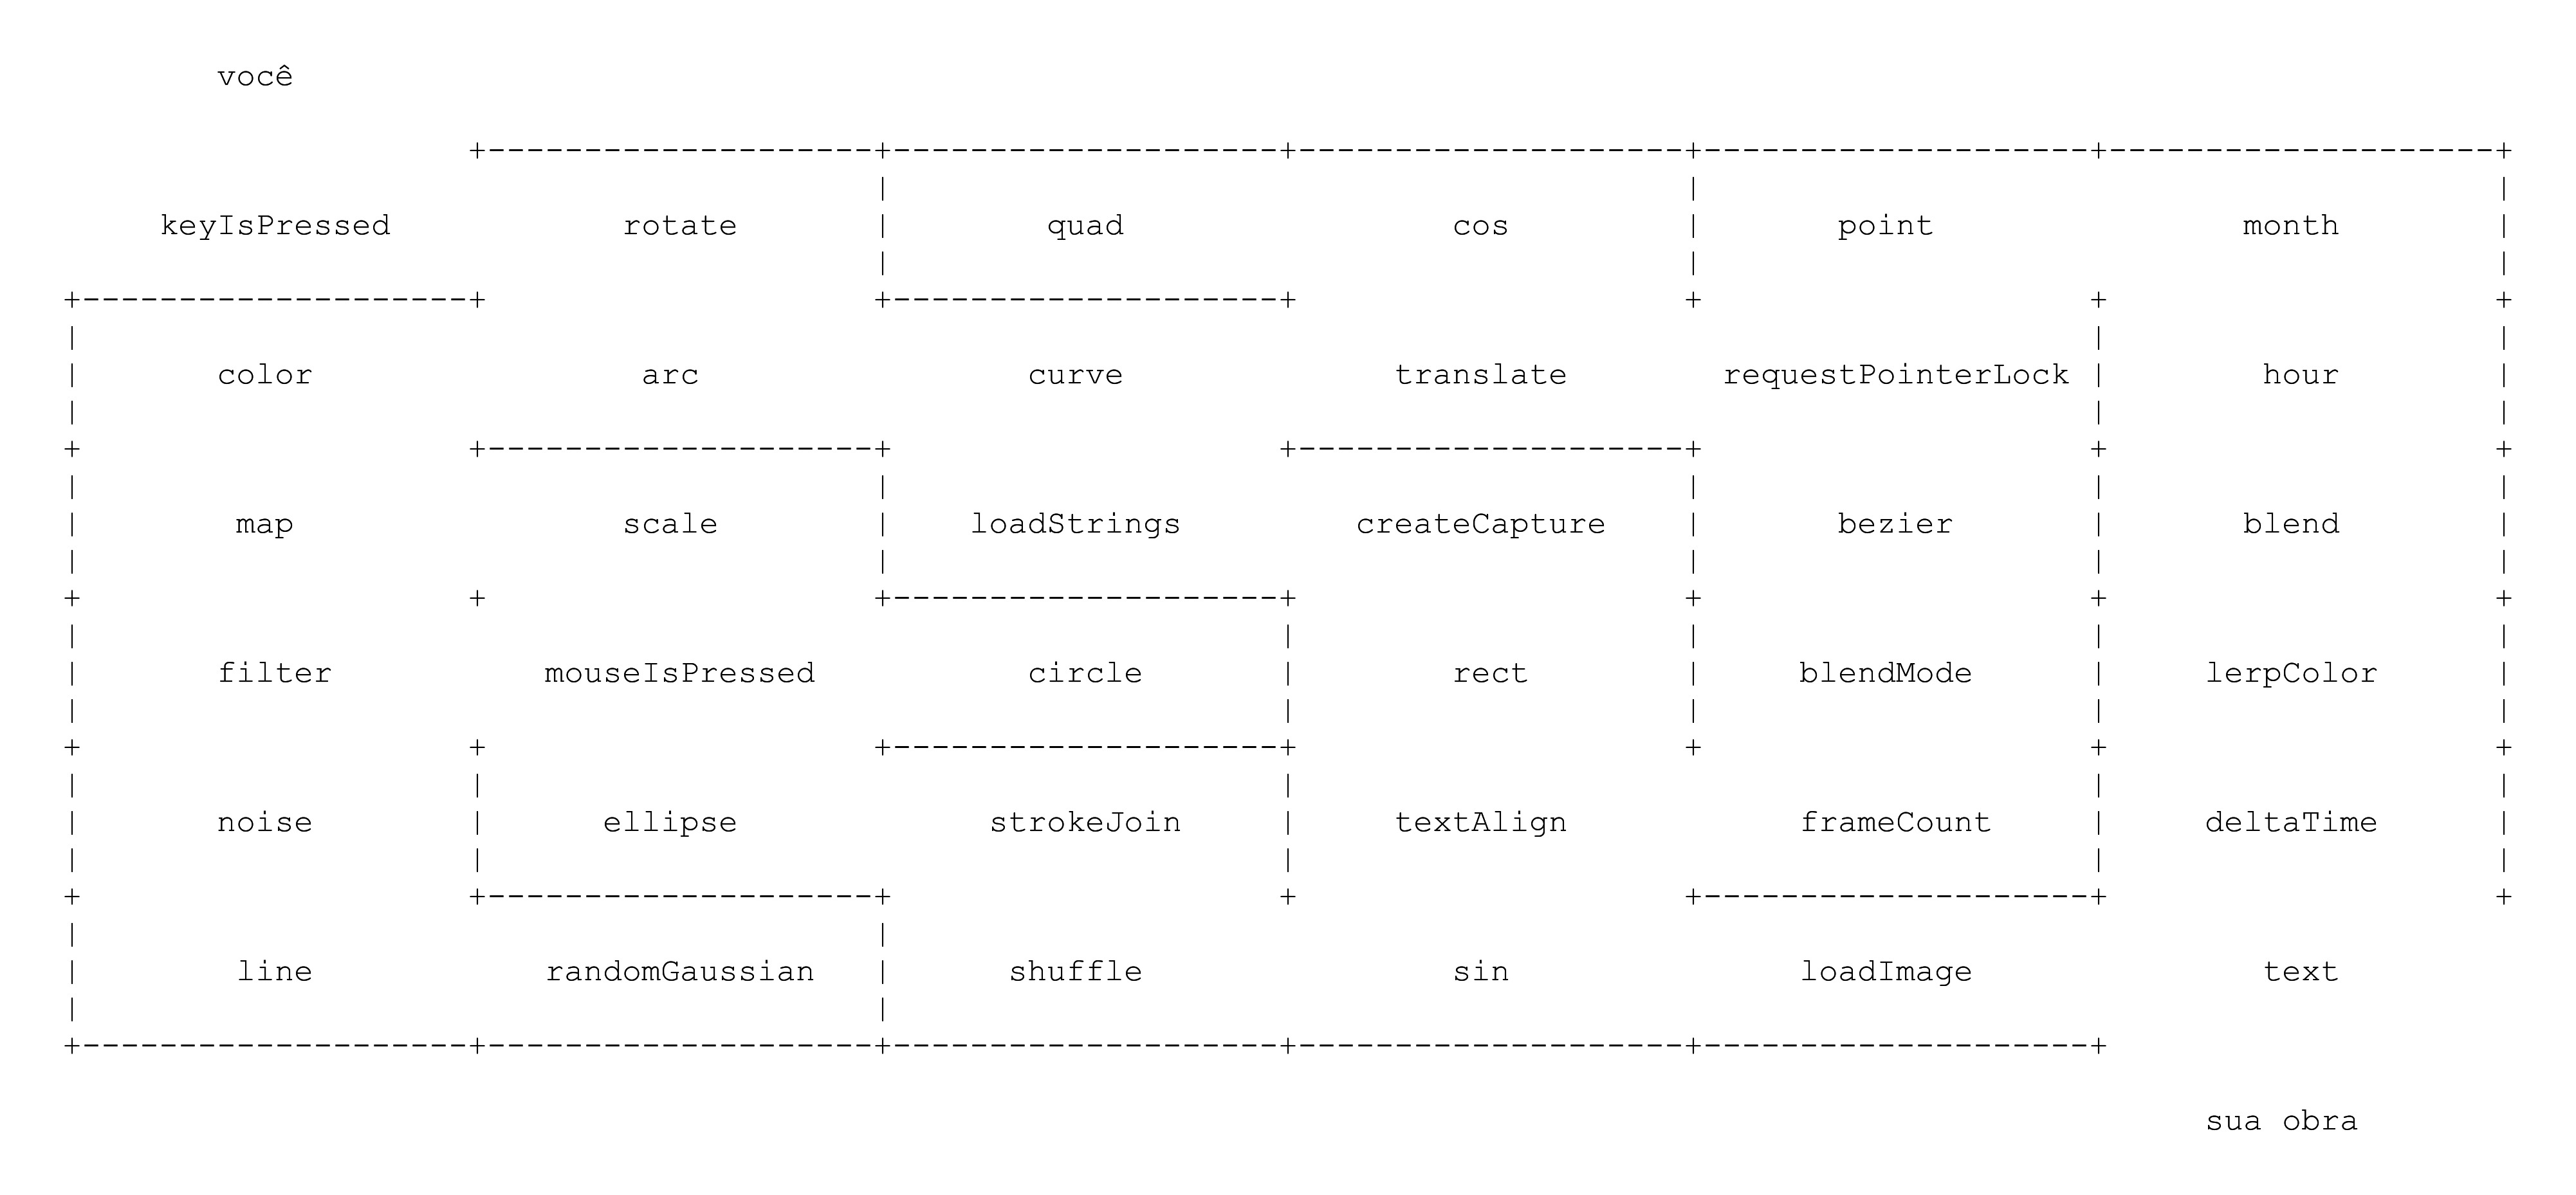 você
keyIsPressed rotate quad cos point month
color arc curve translate requestPointerLock hour
map scale loadStrings createCapture bezier blend
filter mouseIsPressed circle rect blendMode lerpColor
noise ellipse strokeJoin textAlign frameCount deltaTime
line randomGaussian shuffle sin loadImage text
sua obra